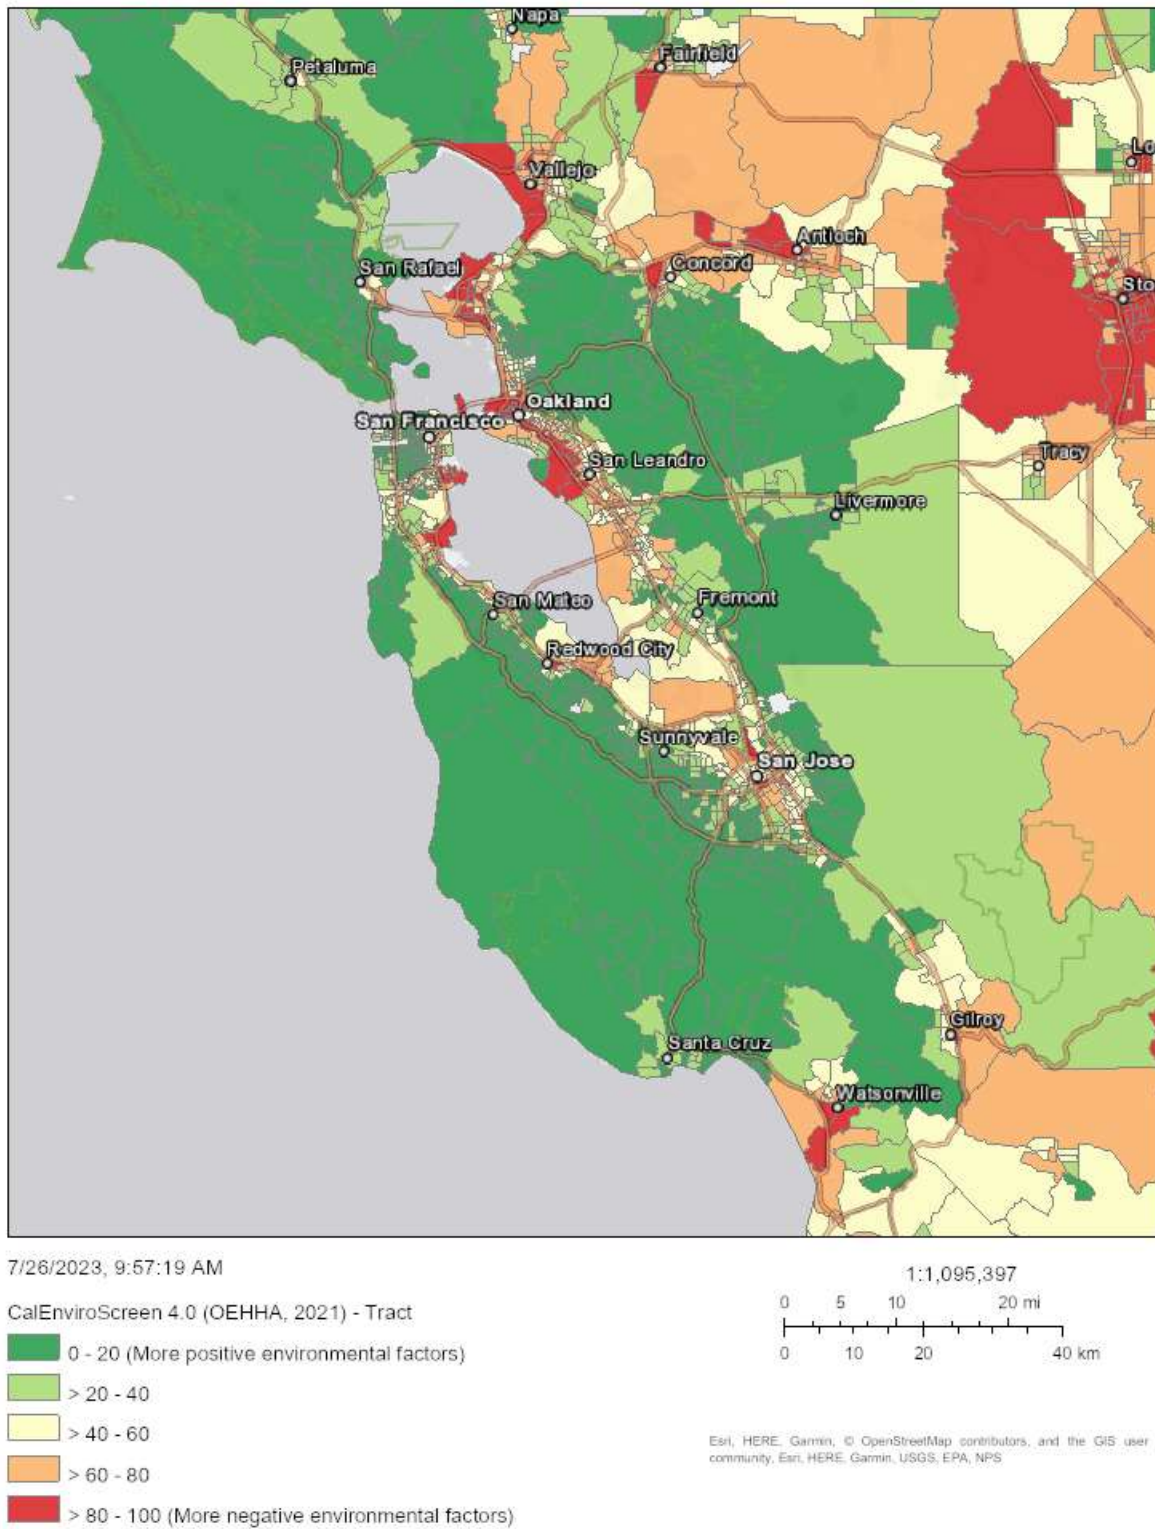 Napa
Fairfield
Petaluma
Lo
Vallejo
Antioch
San Rafael
Concord
Sto
Oakland
San Francisco
Tracy
San Leandro
Livermore
San Mateo
Fremont
Redwood City
Sunnyvale
San Jose
Gilroy
Santa Cruz
Watsonville
7/26/2023, 9:57:19 AM
1:1,095,397
CalEnviroScreen 4.0 (OEHHA, 2021) - Tract
0 5 10 20 mi
0 10 20 40 km
0 - 20 (More positive environmental factors)
> 20 - 40
> 40 - 60
> 60 - 80
> 80 - 100 (More negative environmental factors)
Esri, HERE, Garmin, © OpenStreetMap contributors, and the GIS user
community, Esri, HERE, Garmin, USGS, EPA, NPS